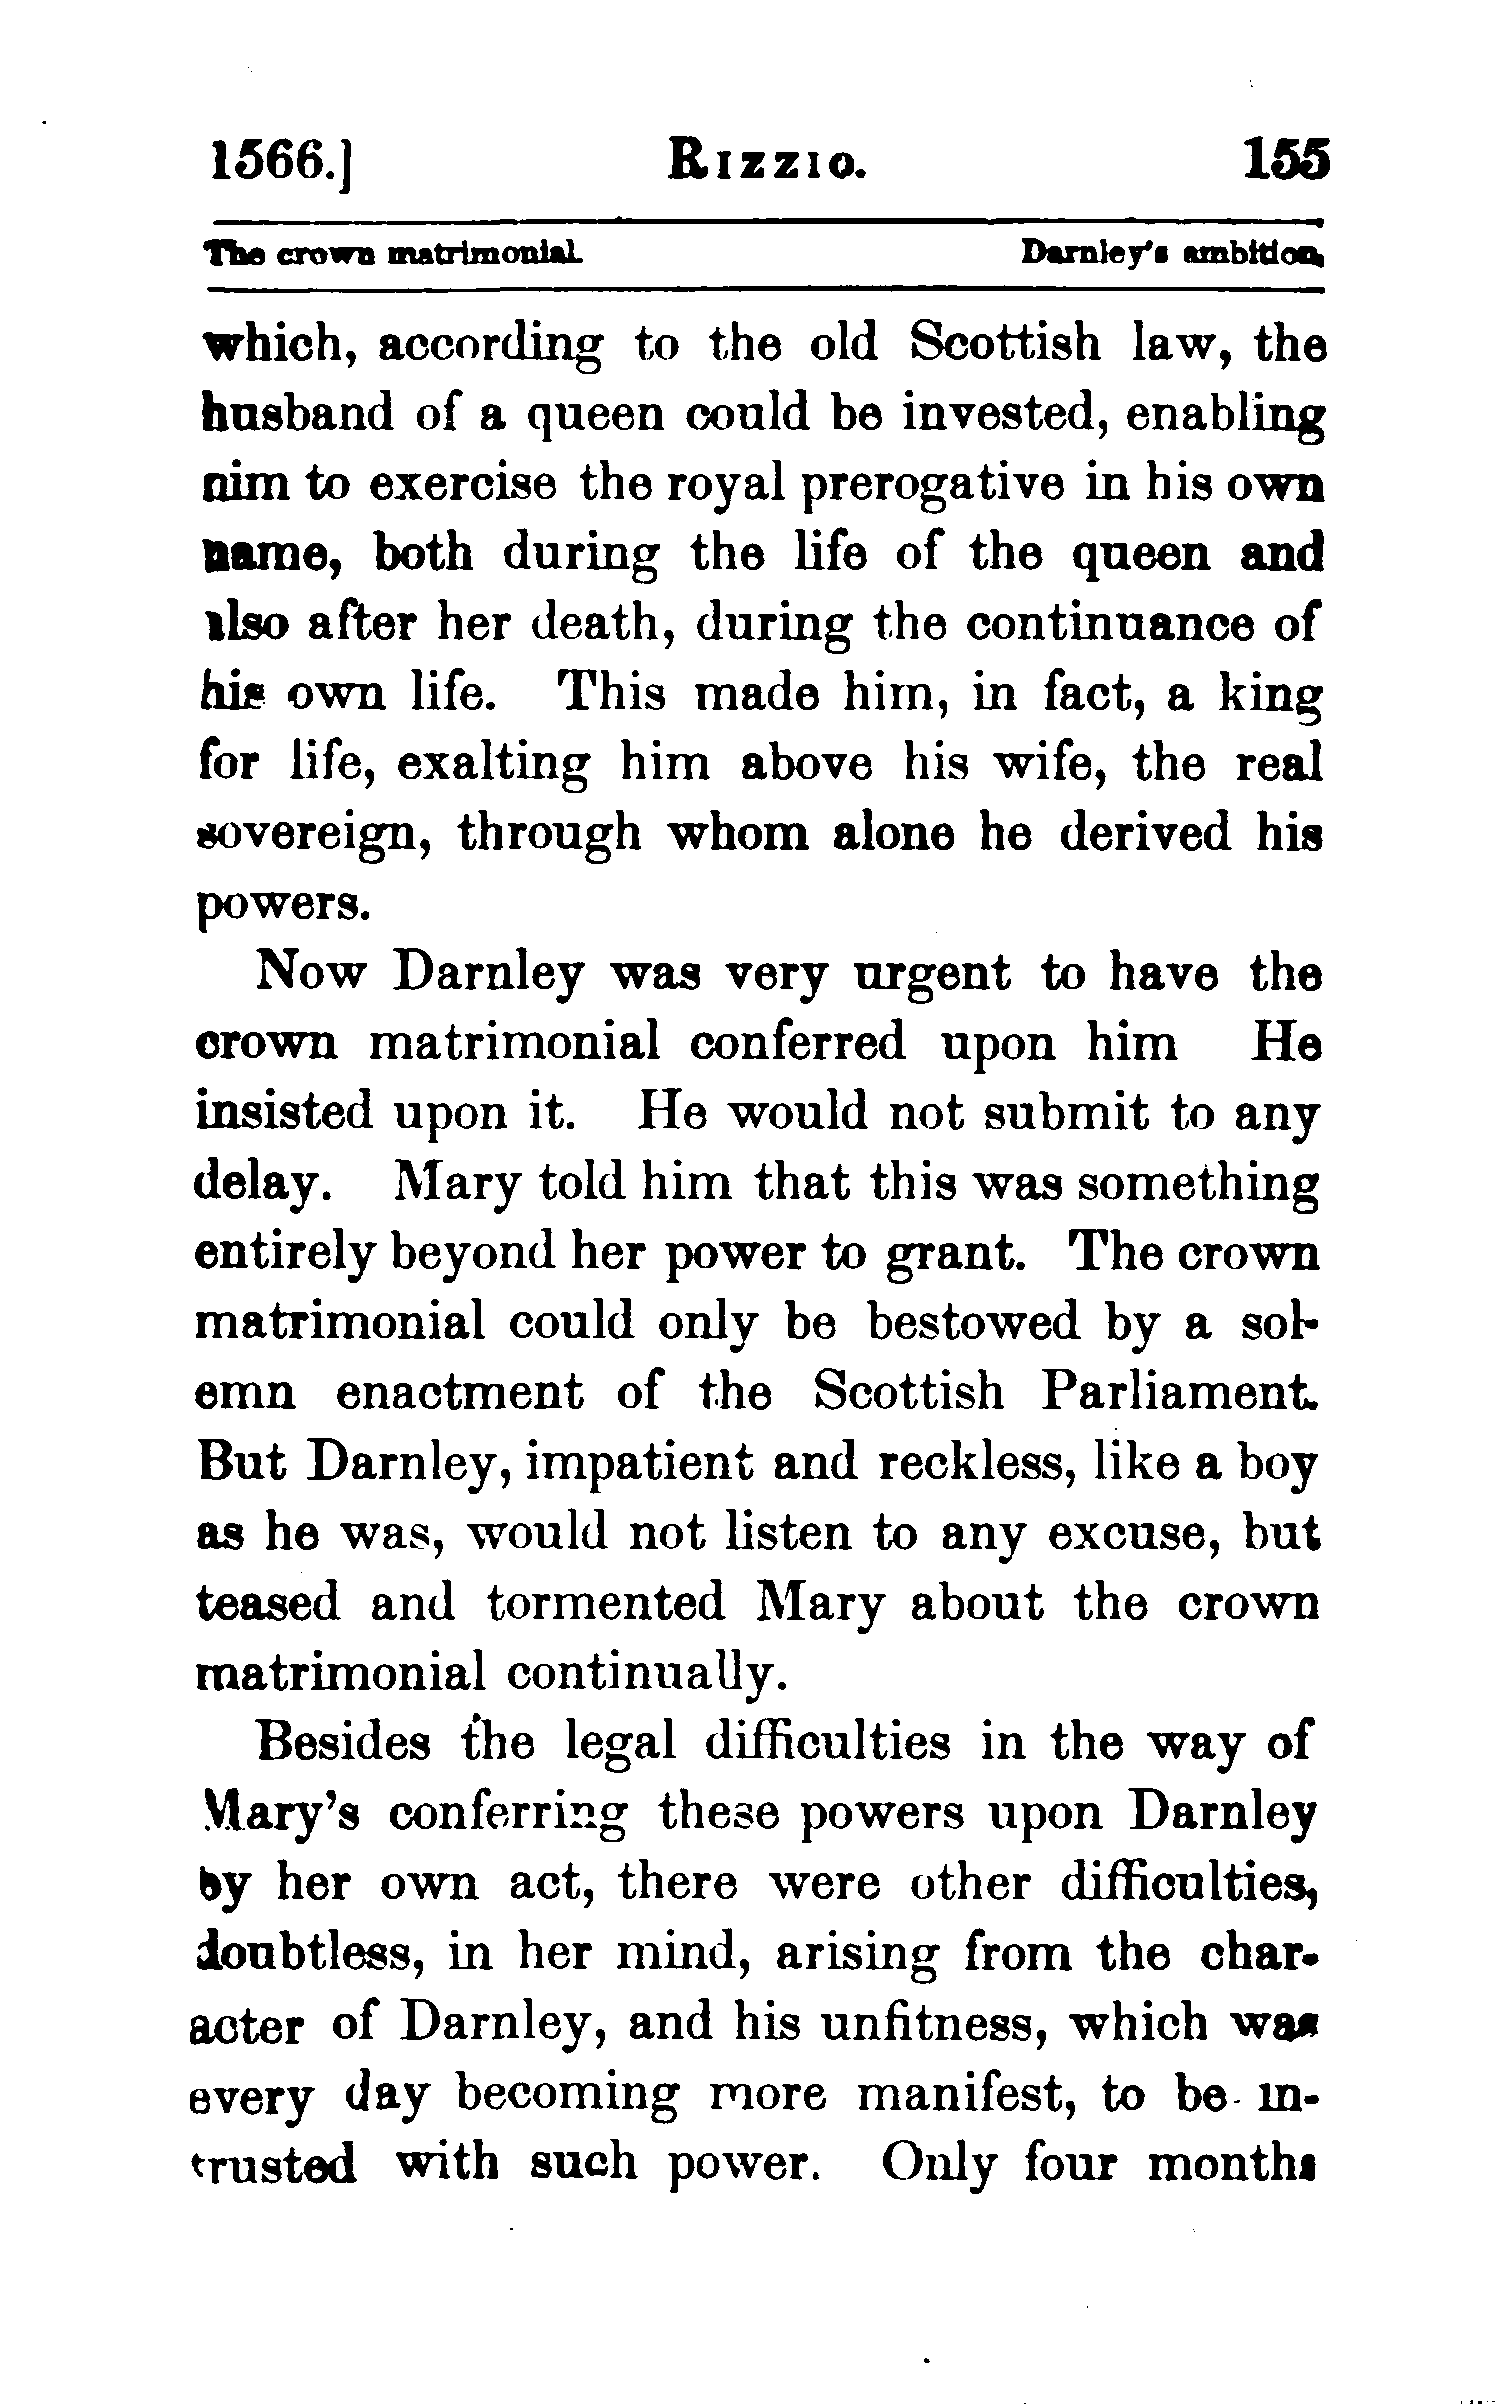 1566.] Rizzio. 155
The crown matrimonial. Darnley's ambition.
which, according to the old Scottish law, the
husband of a queen could be invested, enabling
him to exercise the royal prerogative in his own
name, both during the life of the queen and
also after her death, during the continuance of
his own life. This made him, in fact, a king
for life, exalting him above his wife, the real
sovereign, through whom alone he derived his
powers.
Now Darnley was very urgent to have the
crown matrimonial conferred upon him He
insisted upon it. He would not submit to any
delay. Mary told him that this was something
entirely beyond her power to grant. The crown
matrimonial could only be bestowed by a sol-
emn enactment of the Scottish Parliament.
But Darnley, impatient and reckless, like a boy
as he was, would not listen to any excuse, but
teased and tormented Mary about the crown
matrimonial continually.
Besides the legal difficulties in the way of
Mary's conferring these powers upon Darnley
by her own act, there were other difficulties,
doubtless, in her mind, arising from the char-
acter of Darnley, and his unfitness, which was
every day becoming more manifest, to be in-
trusted with such power. Only four months